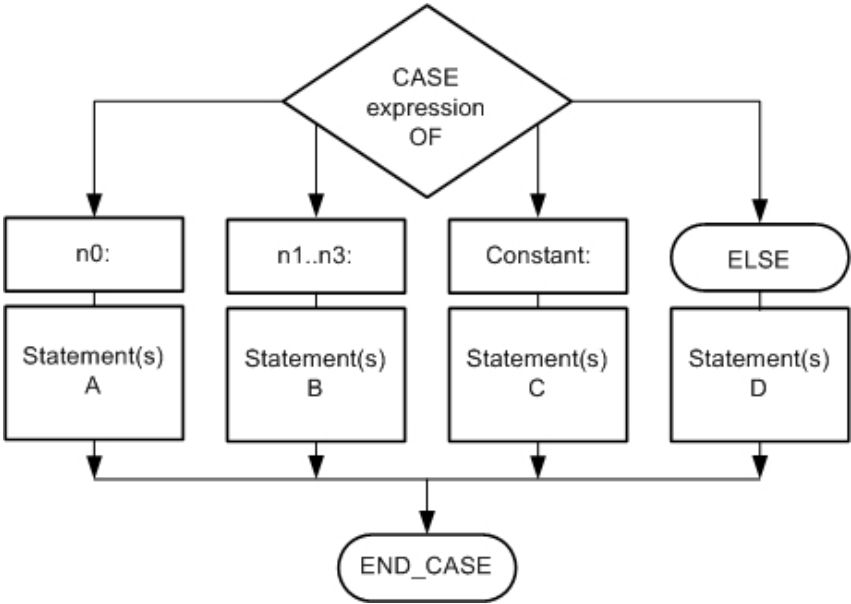 CASE
expression
OF
n0:
n1..n3:
Constant:
ELSE
Statement(s)
A
Statement(s)
B
Statement(s)
C
Statement(s)
D
END_CASE